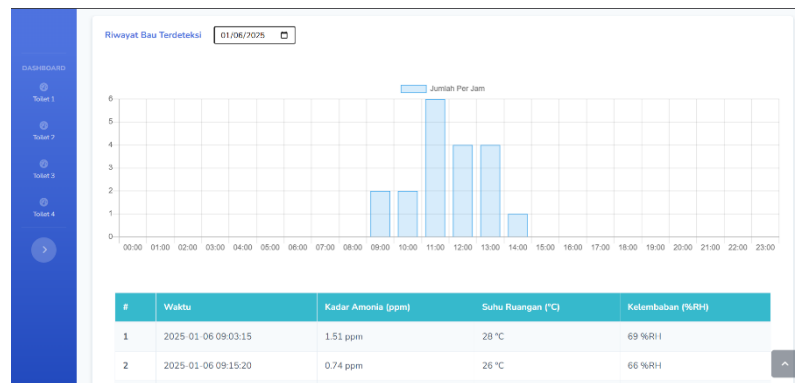 Riwayat Bau Terdeteksi 01/06/2025
DASHBOARD
Toilet 1
Toilet 3
Toilet 4
Jumlah Per Jam
6
5
4
3
2
1
0
00:00 01:00 02:00 03:00 04:00 05:00 06:00 07:00 08:00 09:00 10:00 11:00 12:00 13:00 14:00 15:00 16:00 17:00 18:00 19:00 20:00 21:00 22:00 23:00
# Waktu Kadar Amonia (ppm) Suhu Ruangan (°C) Kelembaban (%RH)
1 2025-01-06 09:03:15 1.51 ppm 28 °C 69 %RH
2 2025-01-06 09:15:20 0.74 ppm 26 °C 66 %RH